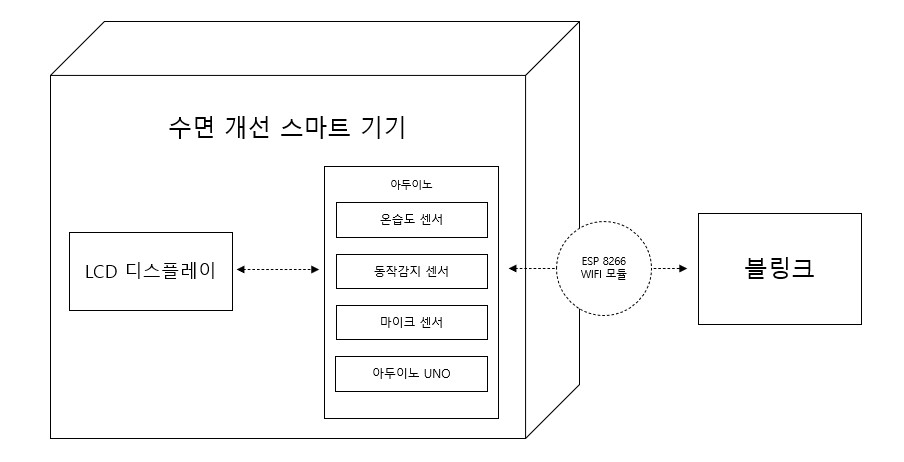 수면 개선 스마트 기기
아두이노
온습도 센서
동작감지 센서
마이크 센서
아두이노 UNO
LCD 디스플레이
ESP 8266
WIFI 모듈
블링크